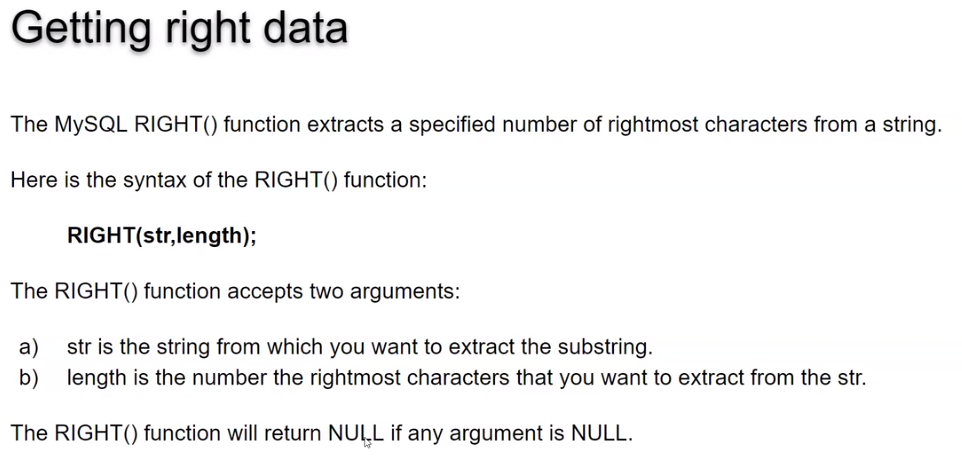 Getting right data
The MySQL RIGHT() function extracts a specified number of rightmost characters from a string.
Here is the syntax of the RIGHT() function:
RIGHT(str,length);
The RIGHT() function accepts two arguments:
a) str is the string from which you want to extract the substring.
b) length is the number the rightmost characters that you want to extract from the str.
The RIGHT() function will return NULL if any argument is NULL.